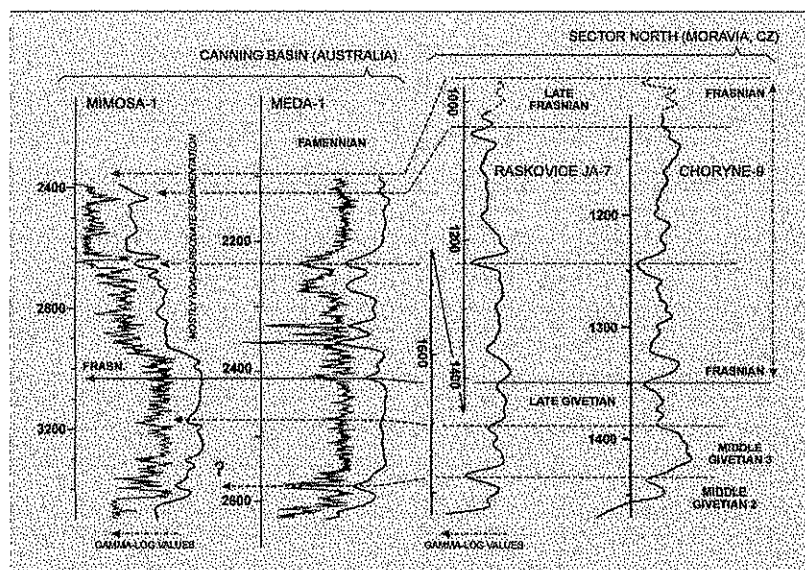 SECTOR NORTH (MORAVIA, CZ)
CANNING BASIN (AUSTRALIA)
MIMOSA-1
MEDA-1
LATE
FRASNIAN
FRASNIAN
FAMENNIAN
RASKOVICE JA-7
CHORYNE-9
MOSTLY NON-CARBONATE SEDIMENTATION
2400
2800
3200
FRASN.
?
2200
2400
2600
1000
1200
1400
1600
1200
1300
1400
FRASNIAN
LATE GIVETIAN
MIDDLE
GIVETIAN 3
MIDDLE
GIVETIAN 2
GAMMA-LOG VALUES
GAMMA-LOG VALUES